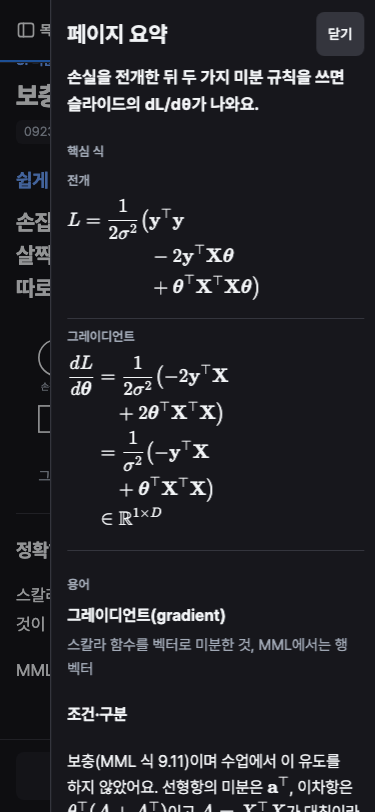 목
페이지 요약
닫기
손실을 전개한 뒤 두 가지 미분 규칙을 쓰면
슬라이드의 dL/dθ가 나와요.
핵심 식
전개
L = 1/2σ² (y⊤y
− 2y⊤Xθ
+ θ⊤X⊤Xθ)
그레이디언트
dL/dθ = 1/2σ² (−2y⊤X
+ 2θ⊤X⊤X)
= 1/σ² (−y⊤X
+ θ⊤X⊤X)
∈ ℝ^{1×D}
용어
그레이디언트(gradient)
스칼라 함수를 벡터로 미분한 것, MML에서는 행
벡터
조건·구분
보충(MML 식 9.11)이며 수업에서 이 유도를
하지 않았어요. 선형항의 미분은 a⊤, 이차항은
보충
092
쉽게
손잡
살짝
따로
정확
스칼라
것이
MML